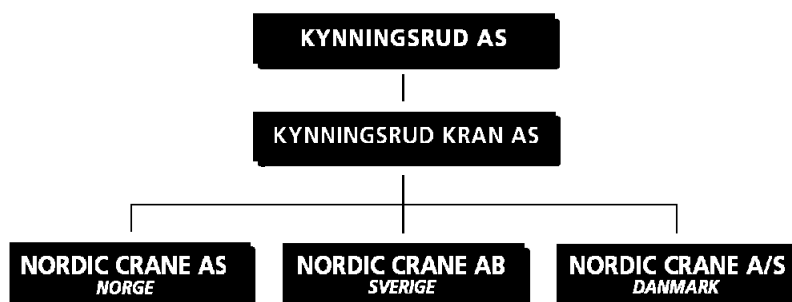 KYNNINGSRUD AS
KYNNINGSRUD KRAN AS
NORDIC CRANE AS
NORGE
NORDIC CRANE AB
SVERIGE
NORDIC CRANE A/S
DANMARK